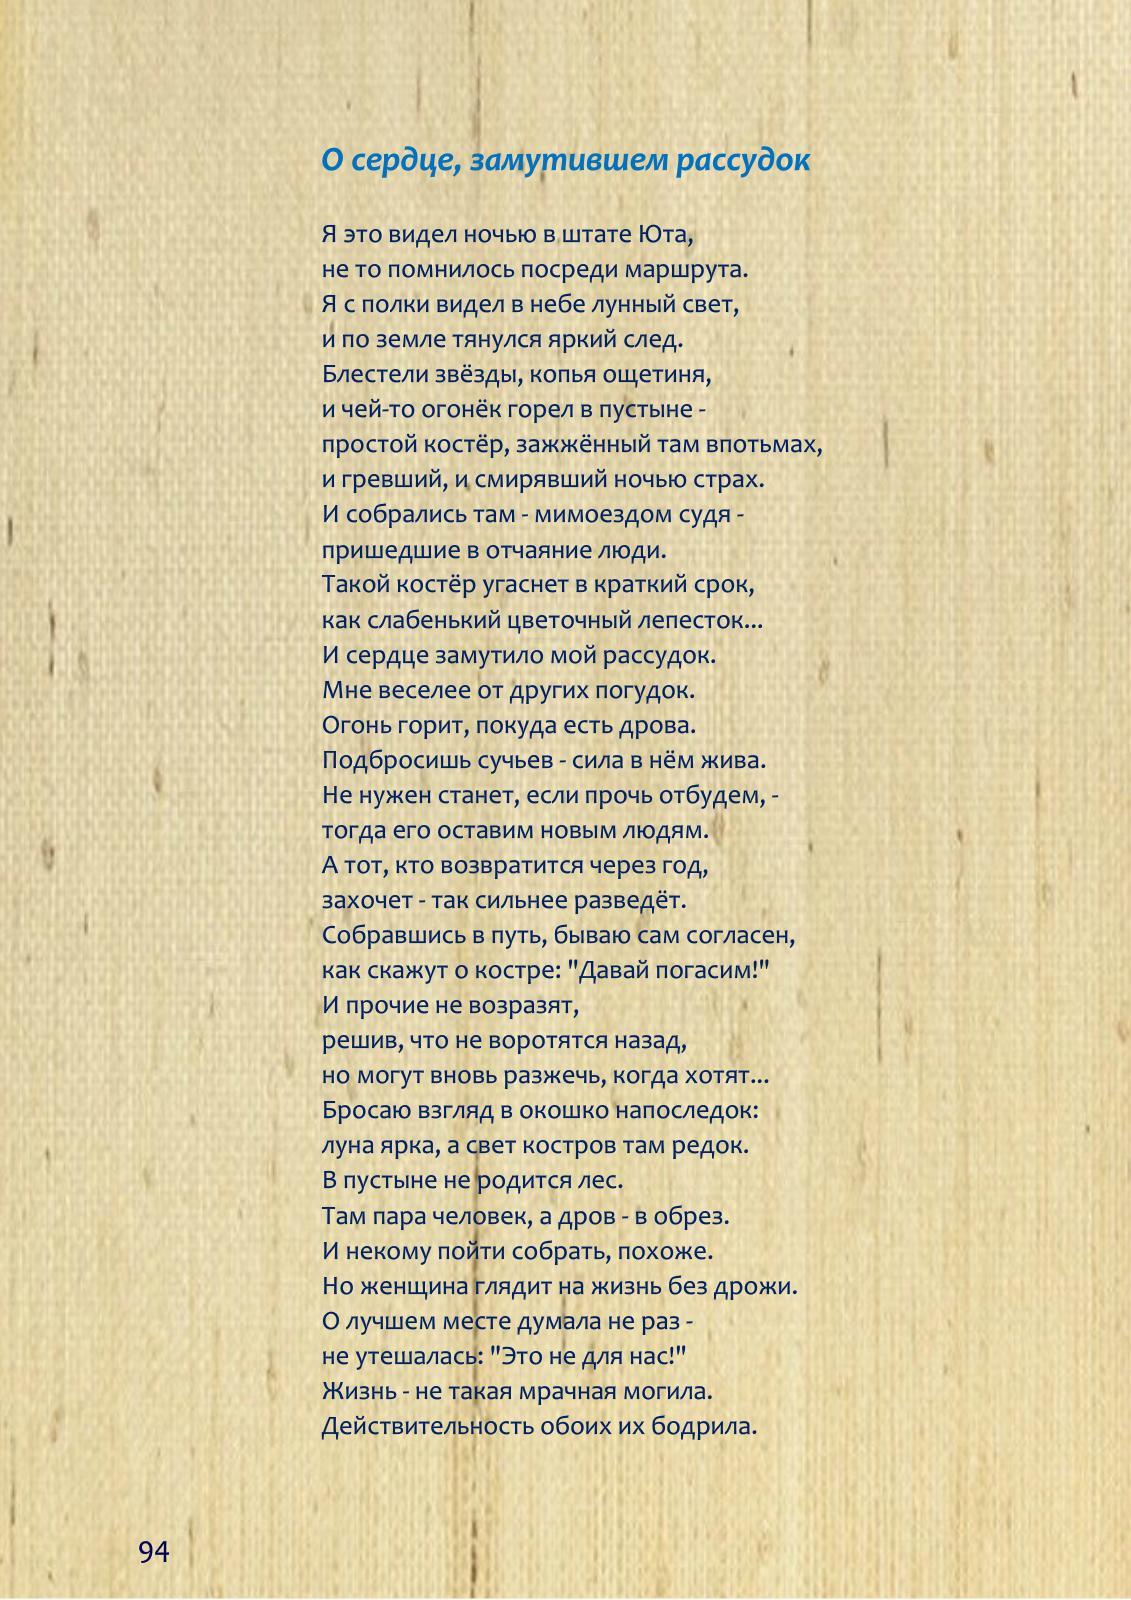 О сердце, замутившем рассудок
Я это видел ночью в штате Юта,
не то помнилось посреди маршрута.
Я с полки видел в небе лунный свет,
и по земле тянулся яркий след.
Блестели звёзды, копья ощетиня,
и чей-то огонёк горел в пустыне -
простой костёр, зажжённый там впотьмах,
и гревший, и смирявший ночью страх.
И собрались там - мимоездом судя -
пришедшие в отчаяние люди.
Такой костёр угаснет в краткий срок,
как слабенький цветочный лепесток...
И сердце замутило мой рассудок.
Мне веселее от других погудок.
Огонь горит, покуда есть дрова.
Подбросишь сучьев - сила в нём жива.
Не нужен станет, если прочь отбудем, -
тогда его оставим новым людям.
А тот, кто возвратится через год,
захочет - так сильнее разведёт.
Собравшись в путь, бываю сам согласен,
как скажут о костре: "Давай погасим!"
И прочие не возразят,
решив, что не воротятся назад,
но могут вновь разжечь, когда хотят...
Бросаю взгляд в окошко напоследок:
луна ярка, а свет костров там редок.
В пустыне не родится лес.
Там пара человек, а дров - в обрез.
И некому пойти собрать, похоже.
Но женщина глядит на жизнь без дрожи.
О лучшем месте думала не раз -
не утешалась: "Это не для нас!"
Жизнь - не такая мрачная могила.
Действительность обоих их бодрила.
94